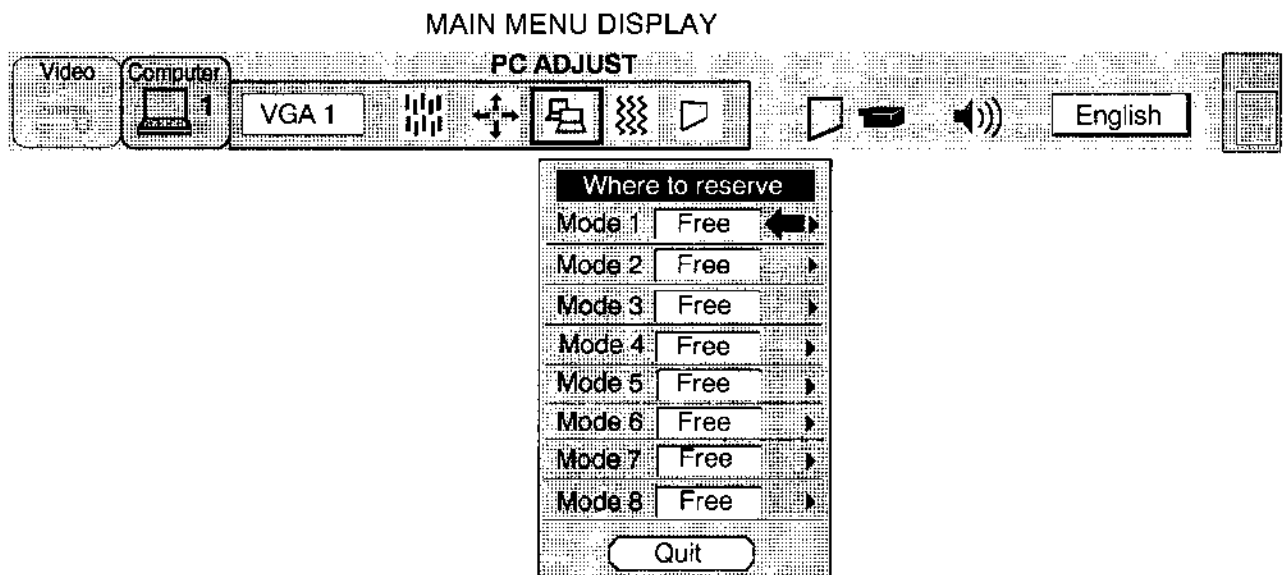 MAIN MENU DISPLAY
PC ADJUST
Video
Computer
1
VGA 1
English
Where to reserve
Mode 1 Free
Mode 2 Free
Mode 3 Free
Mode 4 Free
Mode 5 Free
Mode 6 Free
Mode 7 Free
Mode 8 Free
Quit